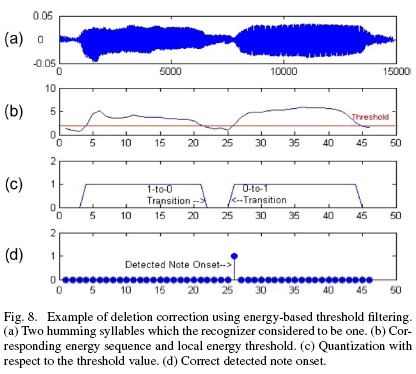 (a)
0.05
0
-0.05
0 5000 10000 15000
(b)
10
5
0
Threshold
0 5 10 15 20 25 30 35 40 45 50
(c)
2
1
0
1-to-0 0-to-1
Transition --> <--Transition
0 5 10 15 20 25 30 35 40 45 50
(d)
2
1
0
Detected Note Onset-->
0 5 10 15 20 25 30 35 40 45 50
Fig. 8. Example of deletion correction using energy-based threshold filtering.
(a) Two humming syllables which the recognizer considered to be one. (b) Cor-
responding energy sequence and local energy threshold. (c) Quantization with
respect to the threshold value. (d) Correct detected note onset.